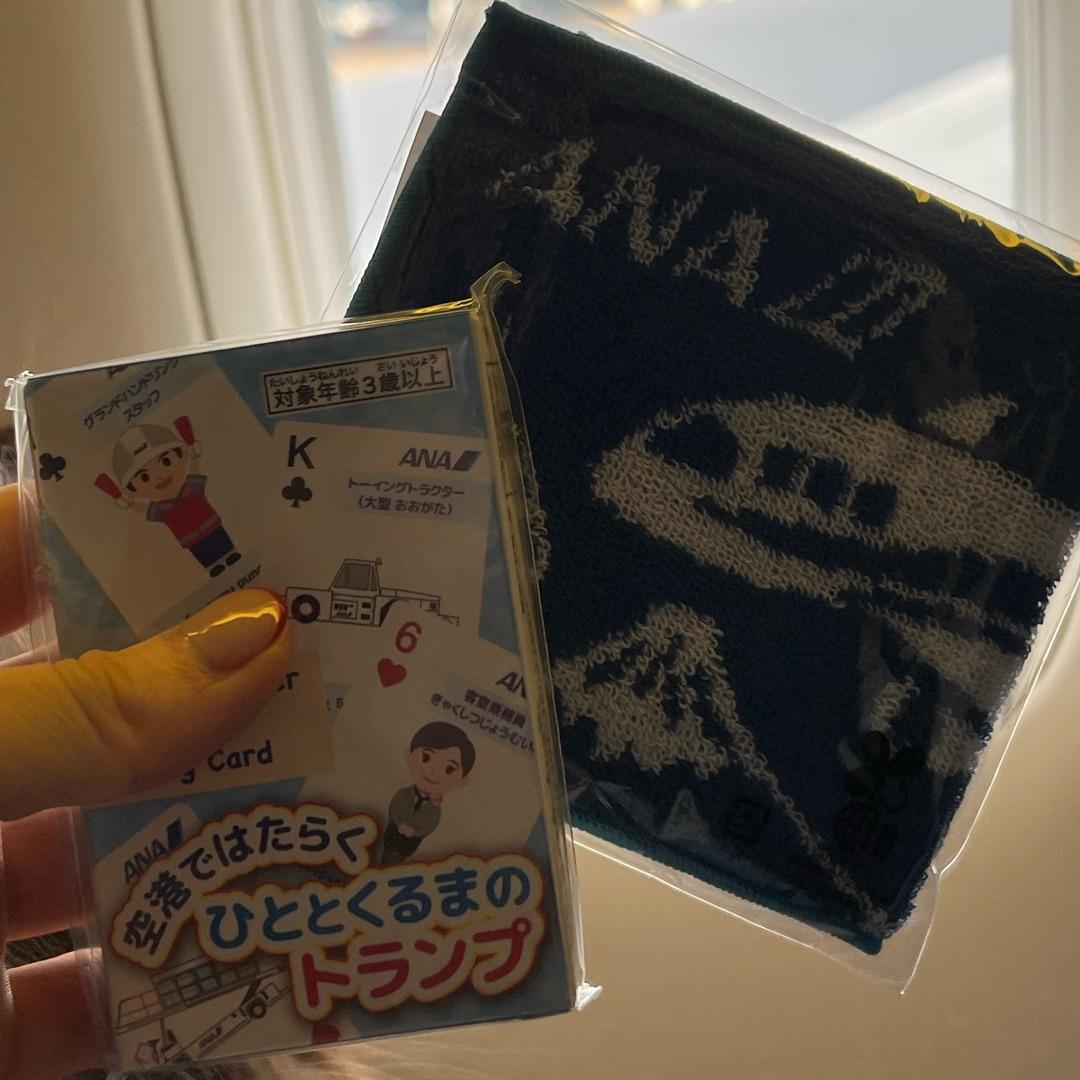 ANA
グランドハンドリング
スタッフ
たいしょうねんれい さい いじょう
対象年齢3歳以上
K
ANA
トーイングトラクター
(大型 おおがた)
6
AN
客室乗務員
きゃくしつじょうむい
g Card
ANA
空港ではたらく
ひととくるまの
トランプ
ANA